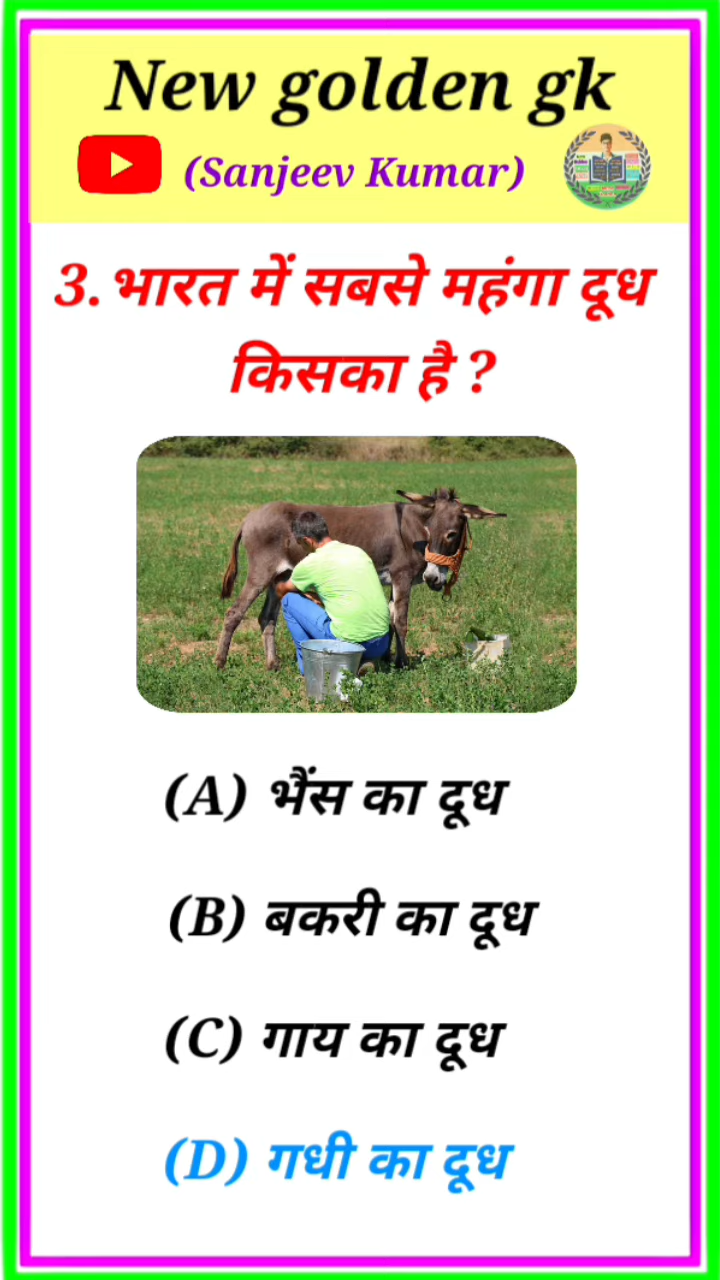 New golden gk
(Sanjeev Kumar)
3. भारत में सबसे महंगा दूध
किसका है ?
(A) भैंस का दूध
(B) बकरी का दूध
(C) गाय का दूध
(D) गधी का दूध